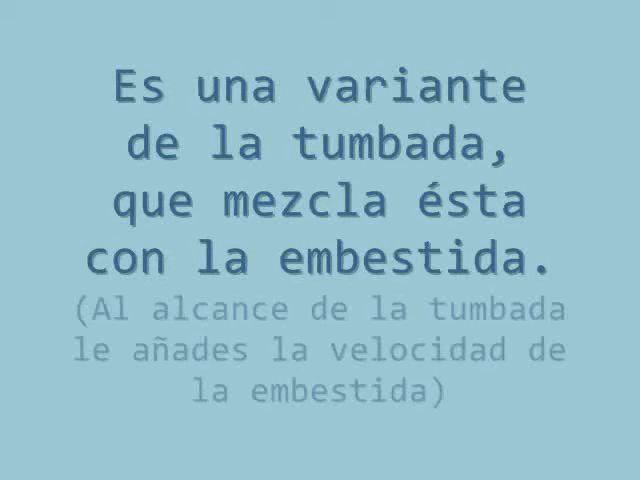 Es una variante
de la tumbada,
que mezcla ésta
con la embestida.
(Al alcance de la tumbada
le añades la velocidad de
la embestida)